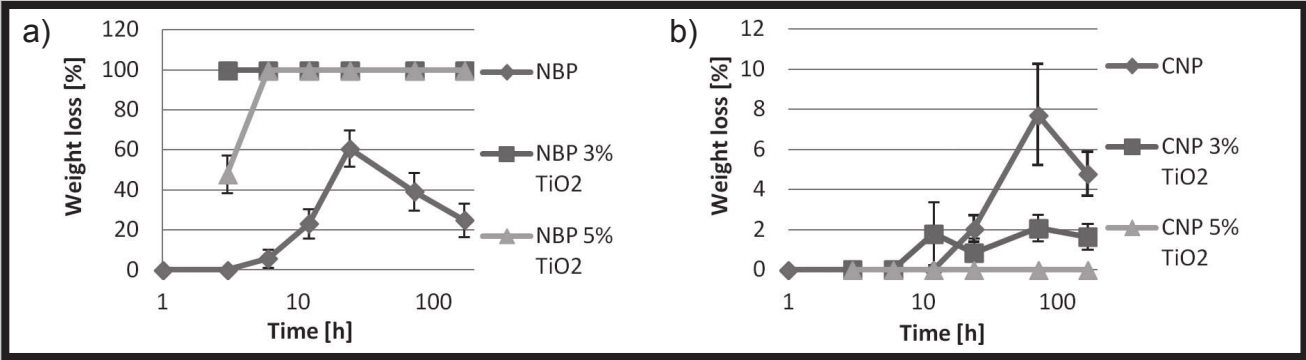 a)
Weight loss [%]
120
100
80
60
40
20
0
1
10
100
Time [h]
NBP
NBP 3%
TiO2
NBP 5%
TiO2
b)
Weight loss [%]
12
10
8
6
4
2
0
1
10
100
Time [h]
CNP
CNP 3%
TiO2
CNP 5%
TiO2